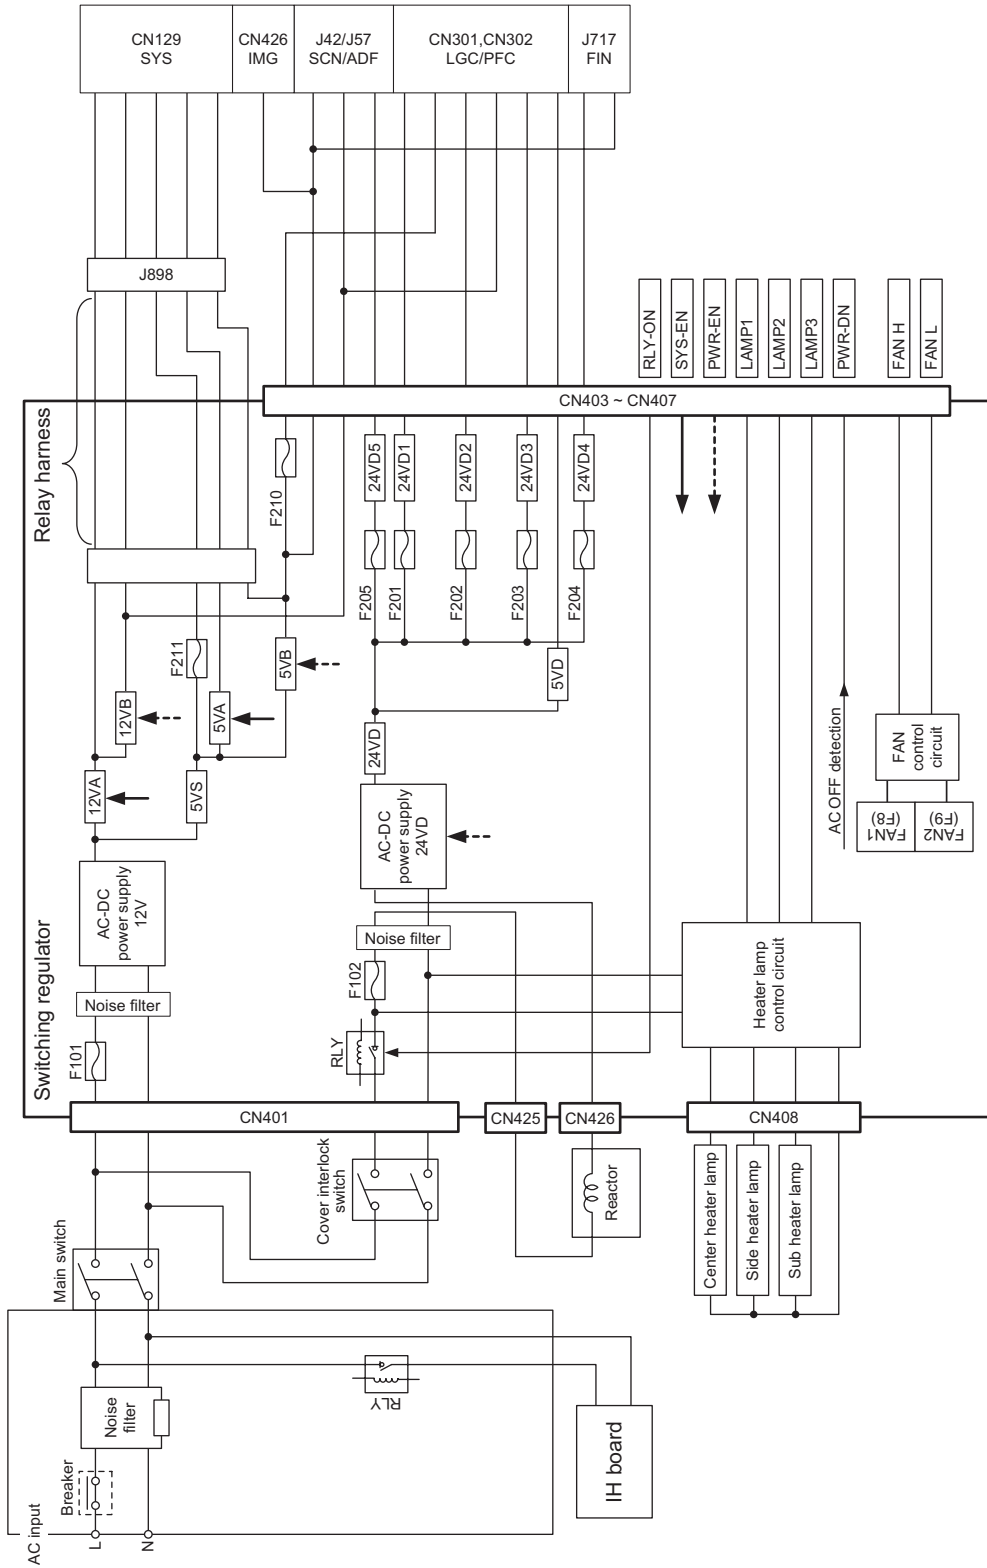 CN129
SYS
CN426
IMG
J42/J57
SCN/ADF
CN301,CN302
LGC/PFC
J717
FIN
J898
Relay harness
RLY-ON
SYS-EN
PWR-EN
LAMP1
LAMP2
LAMP3
PWR-DN
FAN H
FAN L
CN403 ~ CN407
F210
24VD5
24VD1
24VD2
24VD3
24VD4
F205
F201
F202
F203
F204
F211
5VB
5VD
12VB
5VA
24VD
12VA
5VS
AC OFF detection
FAN
control
circuit
FAN1
(F8)
FAN2
(F9)
AC-DC
power supply
24VD
AC-DC
power supply
12V
Noise filter
Noise filter
F102
F101
Heater lamp
control circuit
Switching regulator
RLY
CN401
CN425
CN426
CN408
Cover interlock
switch
Reactor
Center heater lamp
Side heater lamp
Sub heater lamp
Main switch
RLY
Noise
filter
IH board
Breaker
AC input
L
N